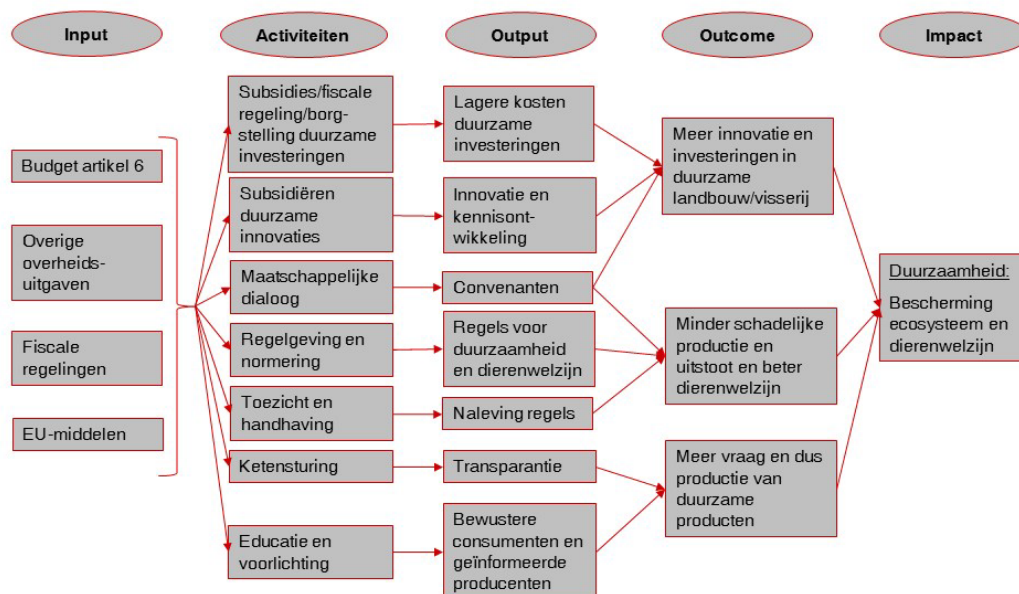 Input
Activiteiten
Output
Outcome
Impact
Budget artikel 6
Overige
overheids-
uitgaven
Fiscale
regelingen
EU-middelen
Subsidies/fiscale
regeling/borg-
stelling duurzame
investeringen
Subsidiëren
duurzame
innovaties
Maatschappelijke
dialoog
Regelgeving en
normering
Toezicht en
handhaving
Ketensturing
Educatie en
voorlichting
Lagere kosten
duurzame
investeringen
Innovatie en
kennisont-
wikkeling
Convenanten
Regels voor
duurzaamheid
en dierenwelzijn
Naleving regels
Transparantie
Bewustere
consumenten en
geïnformeerde
producenten
Meer innovatie en
investeringen in
duurzame
landbouw/visserij
Minder schadelijke
productie en
uitstoot en beter
dierenwelzijn
Meer vraag en dus
productie van
duurzame
producten
Duurzaamheid:
Bescherming
ecosysteem en
dierenwelzijn